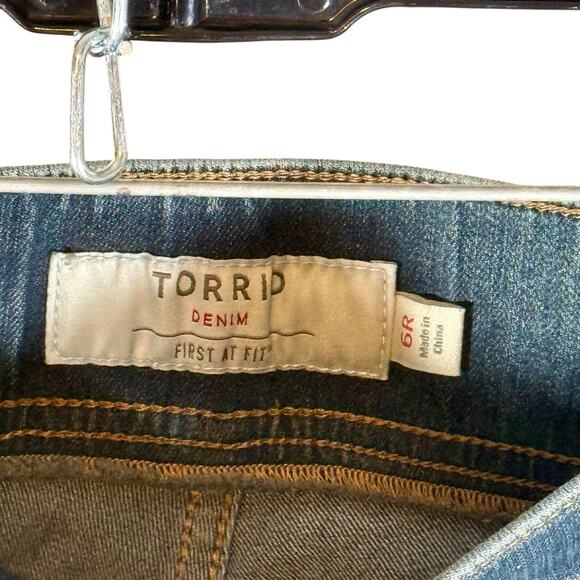 TORRID
DENIM
FIRST AT FIT
6R
Made in
China